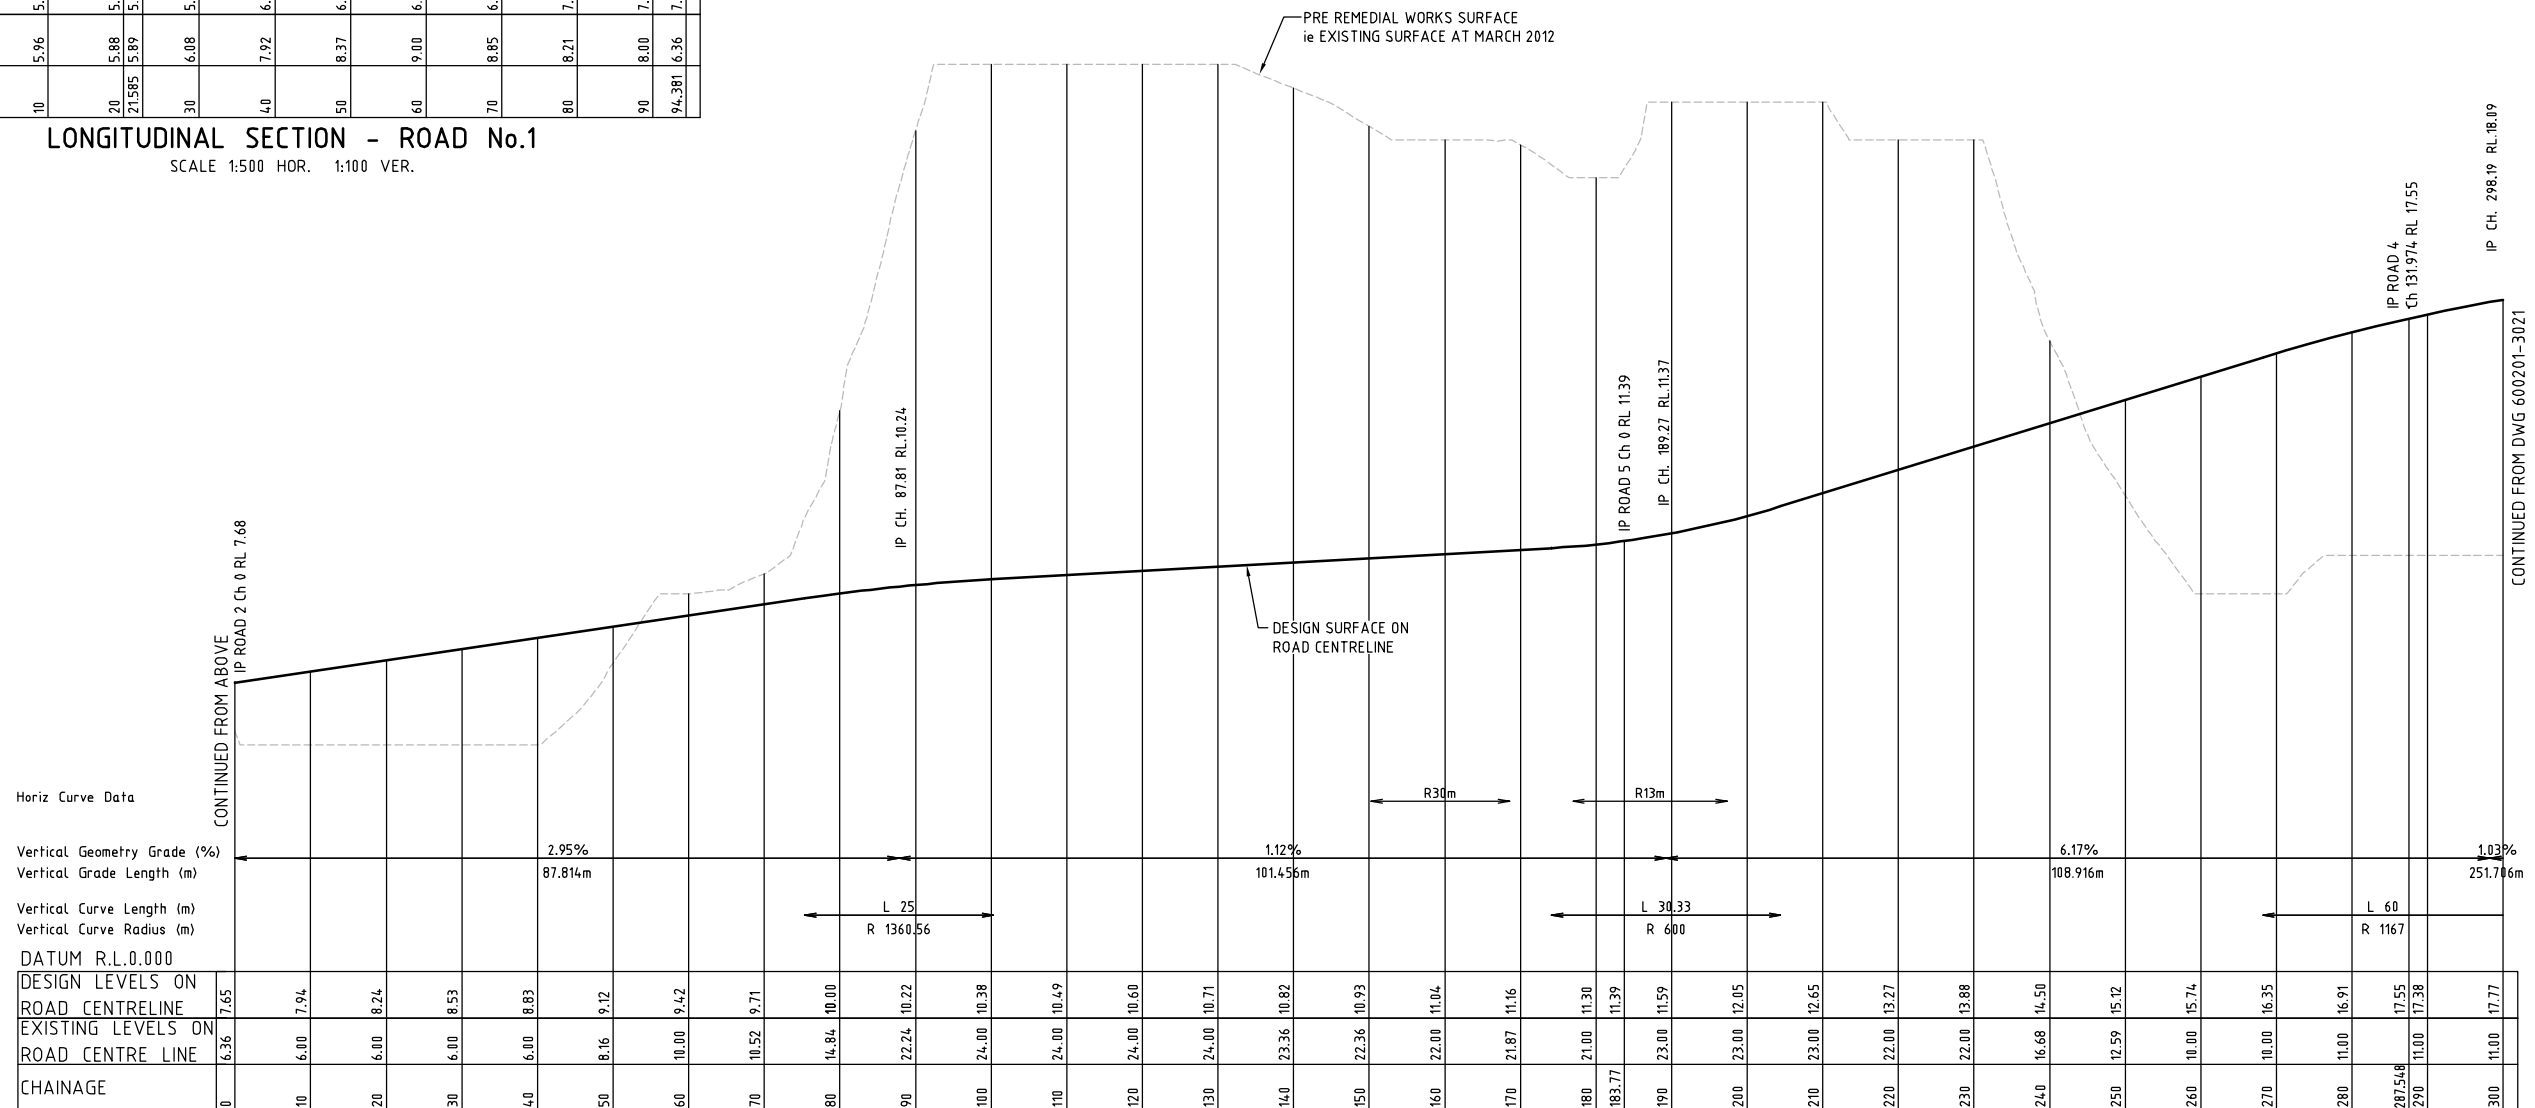 5. 5. 5. 5. 6. 6. 6. 6. 7. 7. 7.
5.96 5.88 5.89 6.08 7.92 8.37 9.00 8.85 8.21 8.00 6.36
10 20 21.585 30 40 50 60 70 80 90 94.381
LONGITUDINAL SECTION - ROAD No.1
SCALE 1:500 HOR. 1:100 VER.
PRE REMEDIAL WORKS SURFACE
ie EXISTING SURFACE AT MARCH 2012
CONTINUED FROM ABOVE
IP ROAD 2 Ch 0 RL 7.68
IP CH. 87.81 RL.10.24
DESIGN SURFACE ON
ROAD CENTRELINE
IP ROAD 5 Ch 0 RL 11.39
IP CH. 189.27 RL.11.37
IP ROAD 4
Ch 131.974 RL 17.55
IP CH. 298.19 RL.18.09
CONTINUED FROM DWG 600201-3021
Horiz Curve Data
R30m R13m
Vertical Geometry Grade (%)
2.95% 1.12% 6.17% 1.03%
Vertical Grade Length (m)
87.814m 101.456m 108.916m 251.706m
Vertical Curve Length (m)
L 25 L 30.33 L 60
Vertical Curve Radius (m)
R 1360.56 R 600 R 1167
DATUM R.L.0.000
DESIGN LEVELS ON
ROAD CENTRELINE
7.65 7.94 8.24 8.53 8.83 9.12 9.42 9.71 10.00 10.22 10.38 10.49 10.60 10.71 10.82 10.93 11.04 11.16 11.30 11.39 11.59 12.05 12.65 13.27 13.88 14.50 15.12 15.74 16.35 16.91 17.55 17.38 17.77
EXISTING LEVELS ON
ROAD CENTRE LINE
6.36 6.00 6.00 6.00 6.00 8.16 10.00 10.52 14.84 22.24 24.00 24.00 24.00 24.00 23.36 22.36 22.00 21.87 21.00 23.00 23.00 23.00 22.00 22.00 16.68 12.59 10.00 10.00 11.00 11.00 11.00
CHAINAGE
0 10 20 30 40 50 60 70 80 90 100 110 120 130 140 150 160 170 180 183.77 190 200 210 220 230 240 250 260 270 280 287.548 290 300